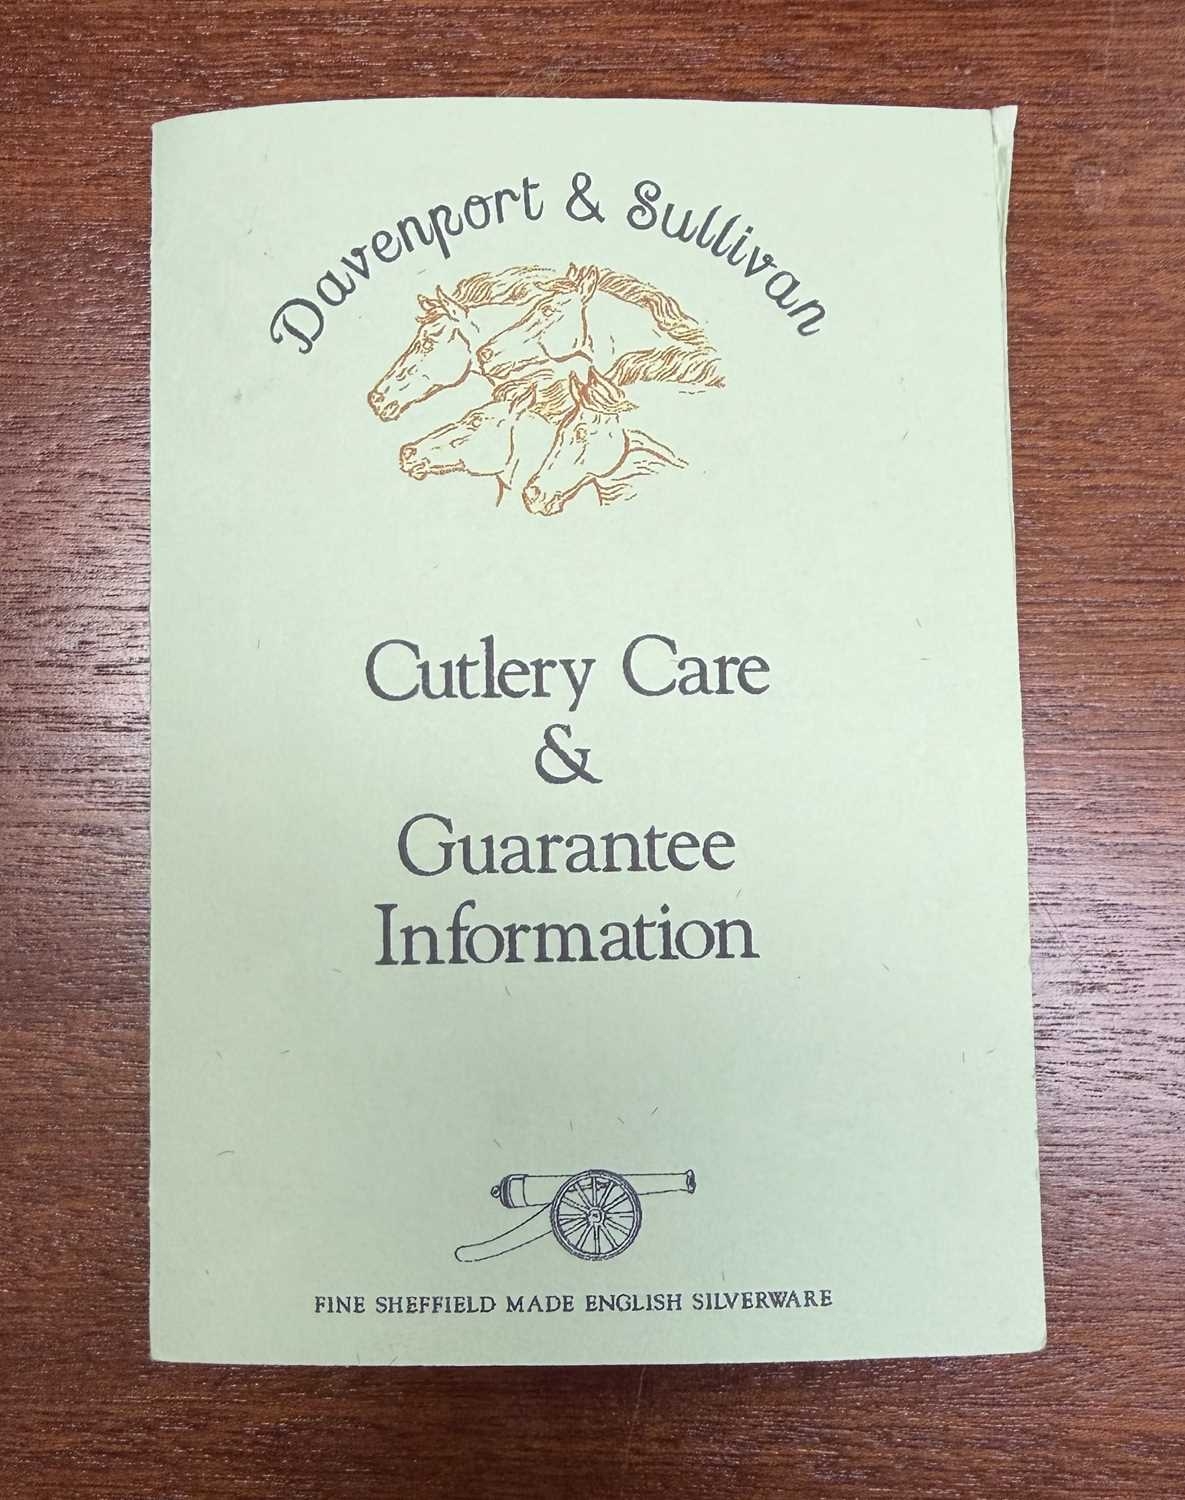 Davenport & Sullivan
Cutlery Care
&
Guarantee
Information
FINE SHEFFIELD MADE ENGLISH SILVERWARE